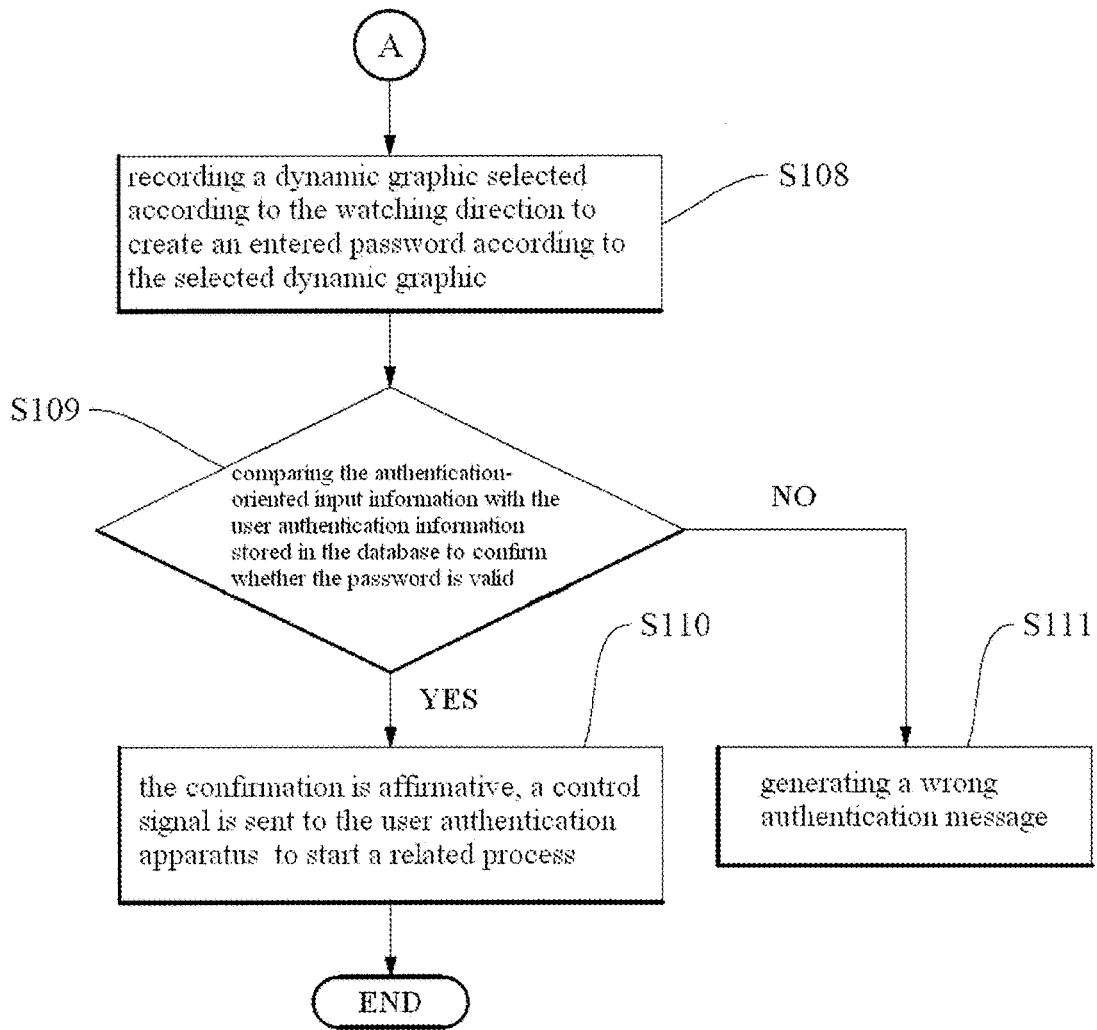 A
recording a dynamic graphic selected
according to the watching direction to
create an entered password according to
the selected dynamic graphic
S108
S109
comparing the authentication-
oriented input information with the
user authentication information
stored in the database to confirm
whether the password is valid
NO
YES
S110
the confirmation is affirmative, a control
signal is sent to the user authentication
apparatus to start a related process
S111
generating a wrong
authentication message
END